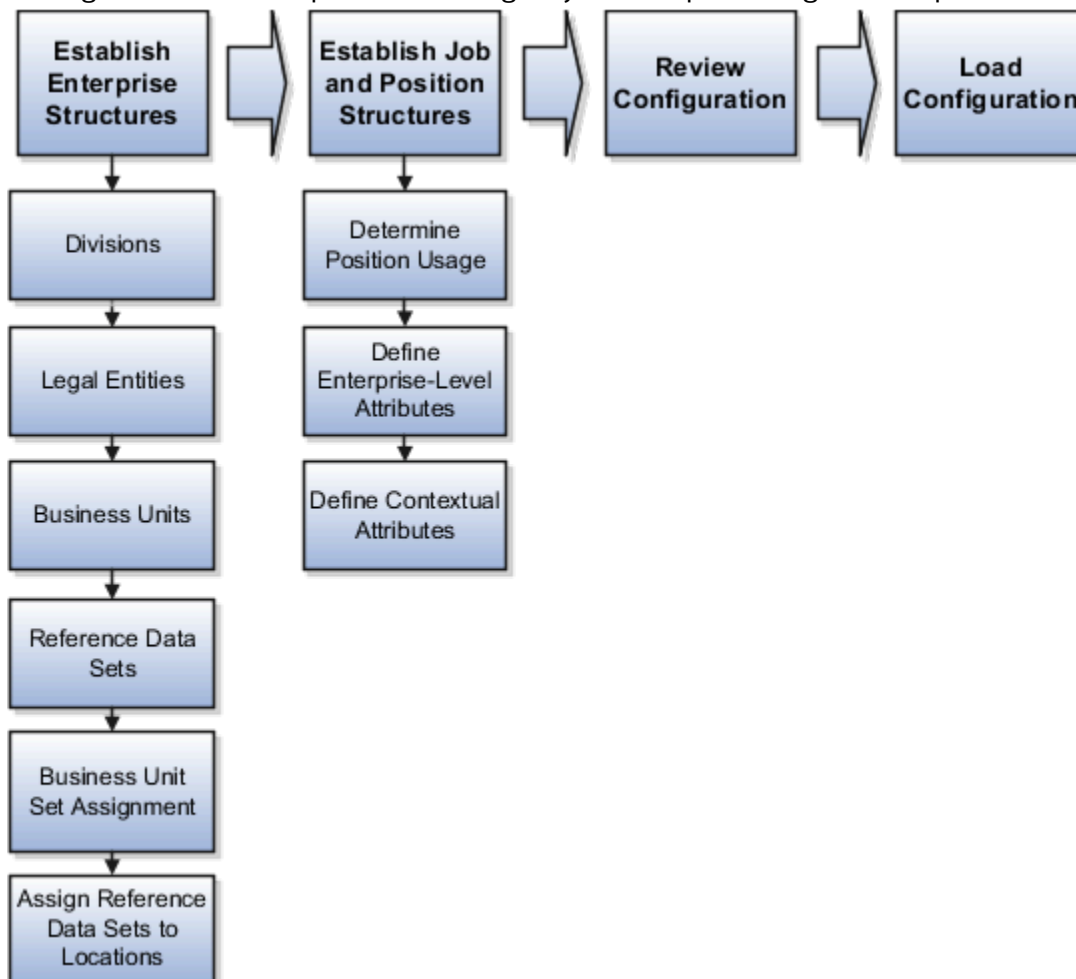 Establish
Enterprise
Structures
Establish Job
and Position
Structures
Review
Configuration
Load
Configuration
Divisions
Legal Entities
Business Units
Reference Data
Sets
Business Unit
Set Assignment
Assign Reference
Data Sets to
Locations
Determine
Position Usage
Define
Enterprise-Level
Attributes
Define Contextual
Attributes